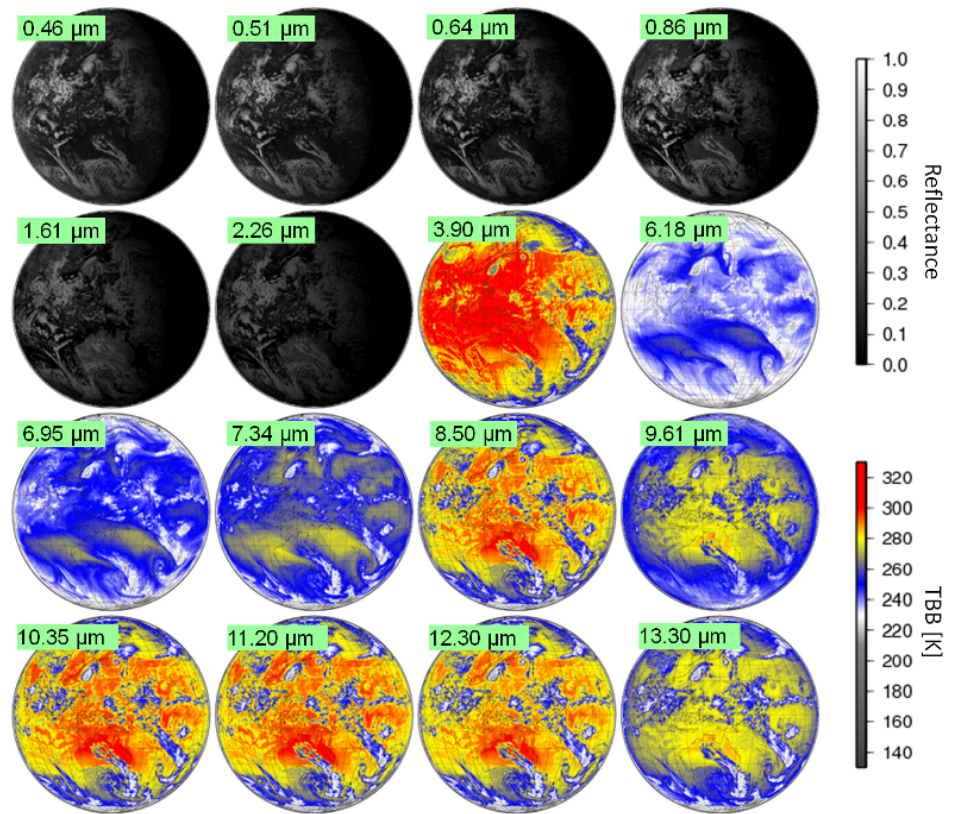 0.46 µm
0.51 µm
0.64 µm
0.86 µm
1.0
0.9
0.8
0.7
0.6
0.5
0.4
0.3
0.2
0.1
0.0
Reflectance
1.61 µm
2.26 µm
3.90 µm
6.18 µm
6.95 µm
7.34 µm
8.50 µm
9.61 µm
320
300
280
260
240
220
200
180
160
140
TBB [K]
10.35 µm
11.20 µm
12.30 µm
13.30 µm